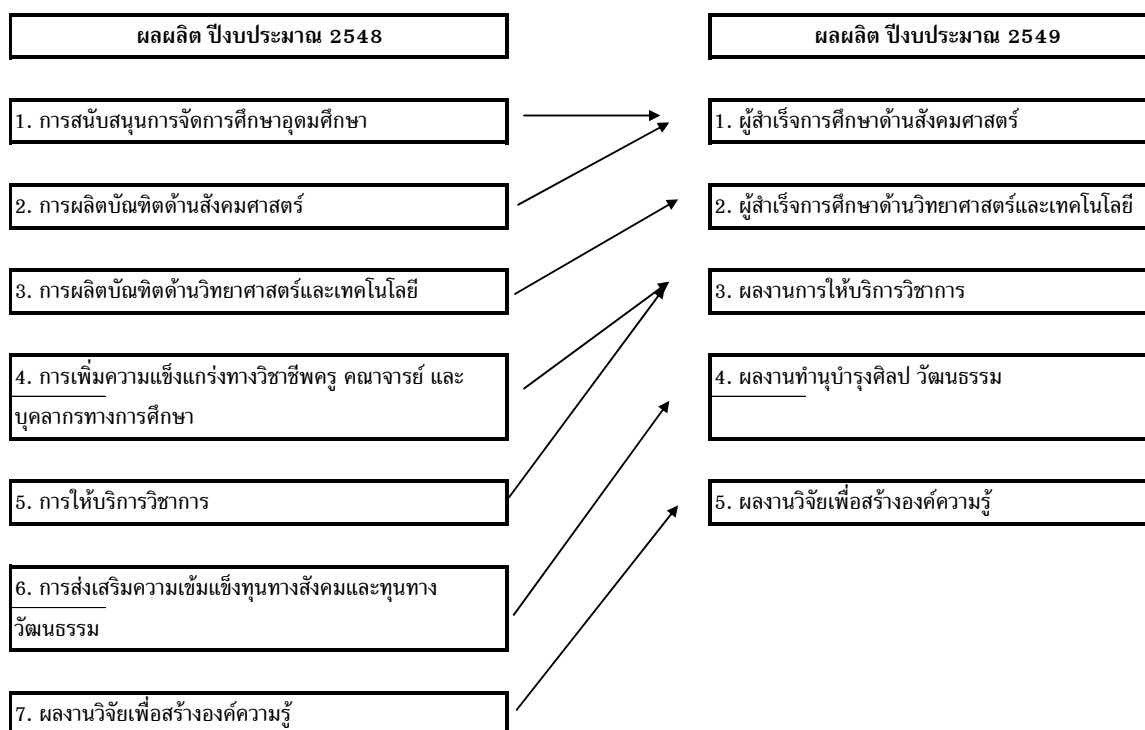 ผลผลิต ปีงบประมาณ 2548
ผลผลิต ปีงบประมาณ 2549
1. การสนับสนุนการจัดการศึกษาอุดมศึกษา
1. ผู้สำเร็จการศึกษาด้านสังคมศาสตร์
2. การผลิตบัณฑิตด้านสังคมศาสตร์
2. ผู้สำเร็จการศึกษาด้านวิทยาศาสตร์และเทคโนโลยี
3. การผลิตบัณฑิตด้านวิทยาศาสตร์และเทคโนโลยี
3. ผลงานการให้บริการวิชาการ
4. การเพิ่มความแข็งแกร่งทางวิชาชีพครู คณาจารย์ และ
บุคลากรทางการศึกษา
4. ผลงานทำนุบำรุงศิลป วัฒนธรรม
5. การให้บริการวิชาการ
5. ผลงานวิจัยเพื่อสร้างองค์ความรู้
6. การส่งเสริมความเข้มแข็งทุนทางสังคมและทุนทาง
วัฒนธรรม
7. ผลงานวิจัยเพื่อสร้างองค์ความรู้